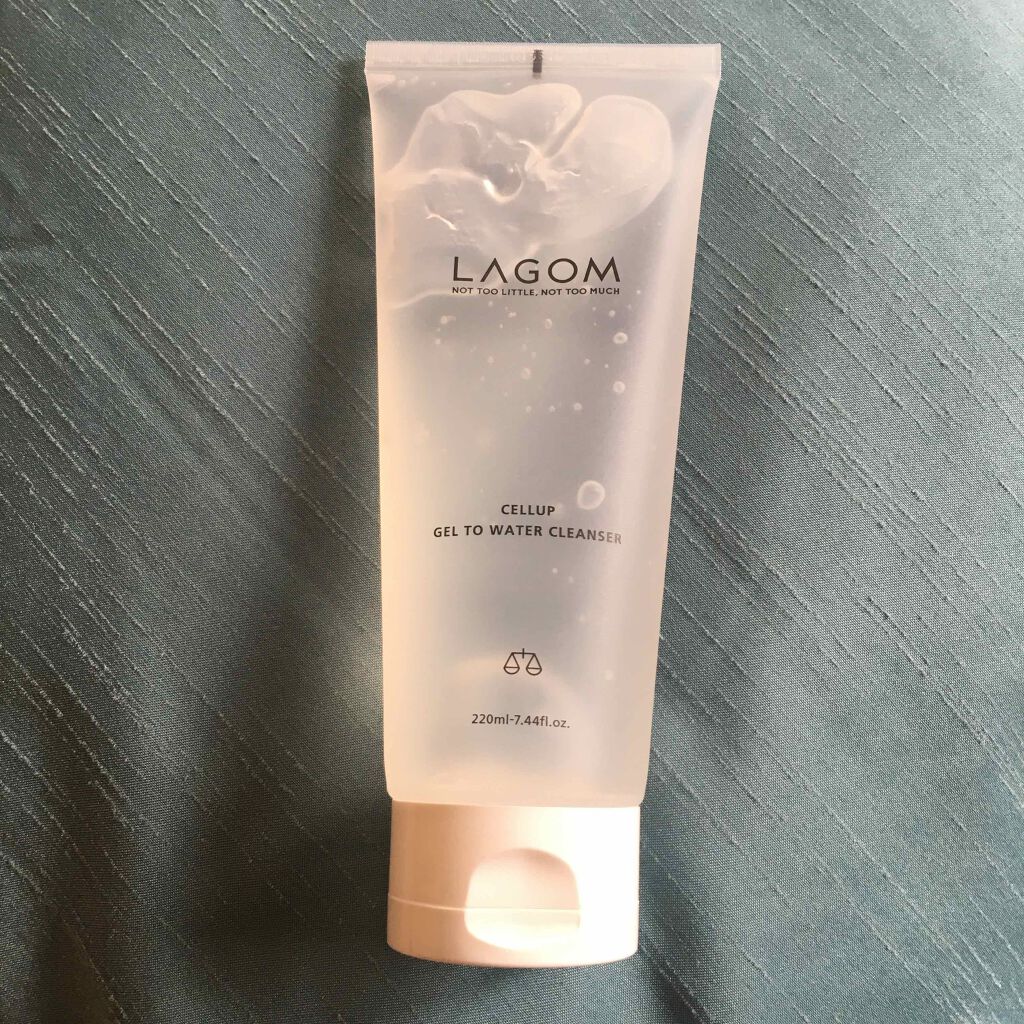 LAGOM
NOT TOO LITTLE, NOT TOO MUCH
CELLUP
GEL TO WATER CLEANSER
220ml-7.44fl.oz.